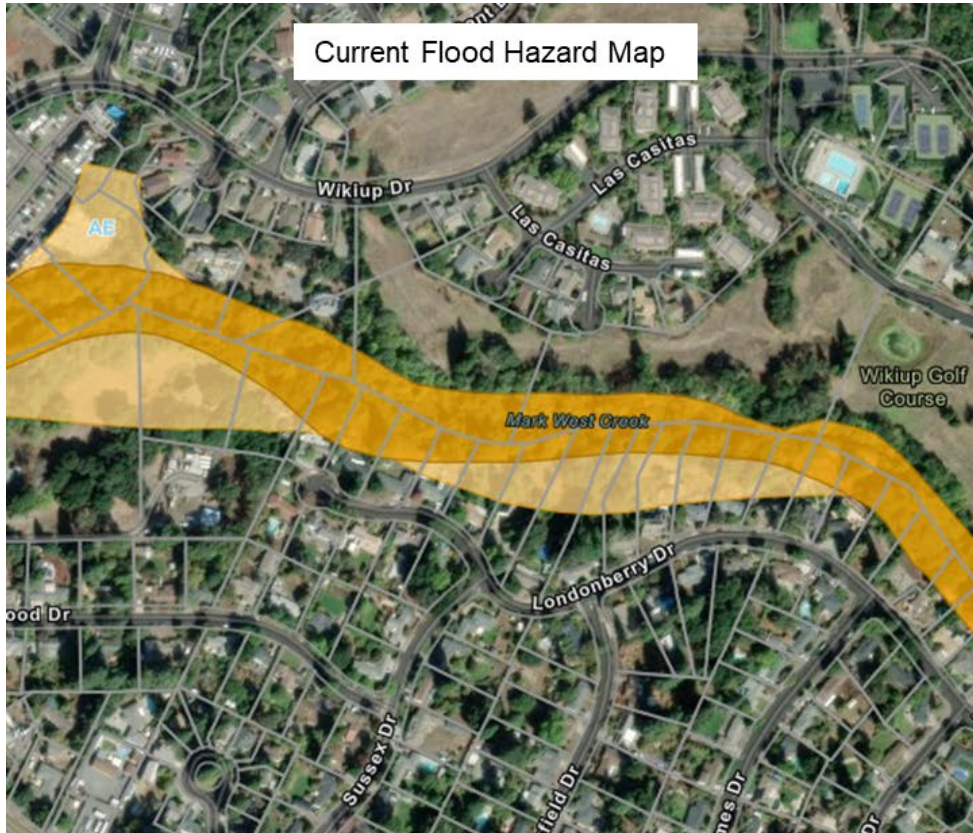 Current Flood Hazard Map
Wikiup Dr
Las Casitas
Las Casitas
AE
Wikiup Golf
Course
Mark West Creek
Londonberry Dr
ood Dr
Sussex Dr
field Dr
mes Dr
Dr